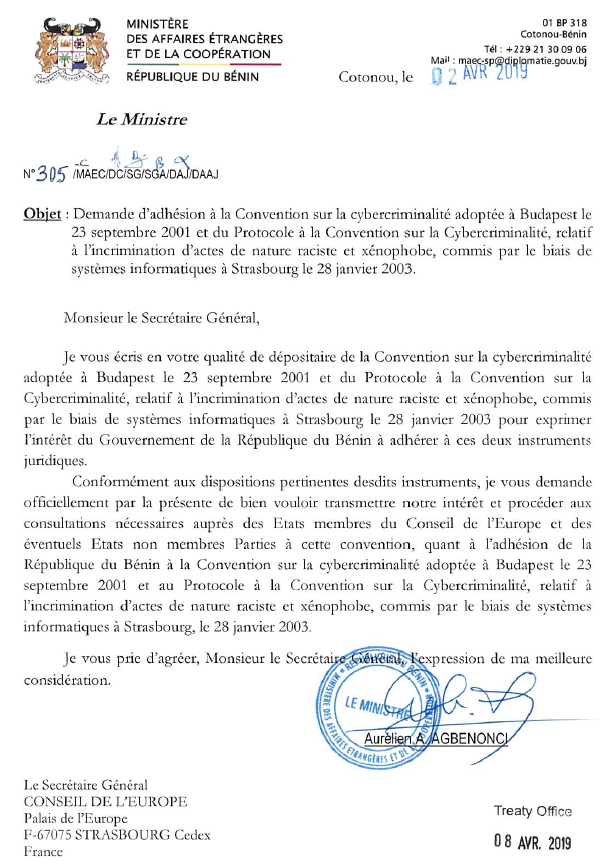 MINISTÈRE
DES AFFAIRES ÉTRANGÈRES
ET DE LA COOPÉRATION
RÉPUBLIQUE DU BÉNIN
01 BP 318
Cotonou-Bénin
Tél : +229 21 30 09 06
Mail : maec-sp@diplomatie.gouv.bj
Cotonou, le 02 AVR 2019
Le Ministre
N° 305 /MAEC/DC/SG/SGA/DAJ/DAAJ
Objet : Demande d'adhésion à la Convention sur la cybercriminalité adoptée à Budapest le
23 septembre 2001 et du Protocole à la Convention sur la Cybercriminalité, relatif
à l'incrimination d'actes de nature raciste et xénophobe, commis par le biais de
systèmes informatiques à Strasbourg le 28 janvier 2003.
Monsieur le Secrétaire Général,
Je vous écris en votre qualité de dépositaire de la Convention sur la cybercriminalité
adoptée à Budapest le 23 septembre 2001 et du Protocole à la Convention sur la
Cybercriminalité, relatif à l'incrimination d'actes de nature raciste et xénophobe, commis
par le biais de systèmes informatiques à Strasbourg le 28 janvier 2003 pour exprimer
l'intérêt du Gouvernement de la République du Bénin à adhérer à ces deux instruments
juridiques.
Conformément aux dispositions pertinentes desdits instruments, je vous demande
officiellement par la présente de bien vouloir transmettre notre intérêt et procéder aux
consultations nécessaires auprès des Etats membres du Conseil de l'Europe et des
éventuels Etats non membres Parties à cette convention, quant à l'adhésion de la
République du Bénin à la Convention sur la cybercriminalité adoptée à Budapest le 23
septembre 2001 et au Protocole à la Convention sur la Cybercriminalité, relatif à
l'incrimination d'actes de nature raciste et xénophobe, commis par le biais de systèmes
informatiques à Strasbourg, le 28 janvier 2003.
Je vous prie d'agréer, Monsieur le Secrétaire Général, l'expression de ma meilleure
considération.
RÉPUBLIQUE DU BÉNIN
LE MINISTRE
MINISTÈRE DES AFFAIRES ÉTRANGÈRES ET DE LA COOPÉRATION
Aurélien A. AGBENONCI
Le Secrétaire Général
CONSEIL DE L'EUROPE
Palais de l'Europe
F-67075 STRASBOURG Cedex
France
Treaty Office
08 AVR. 2019